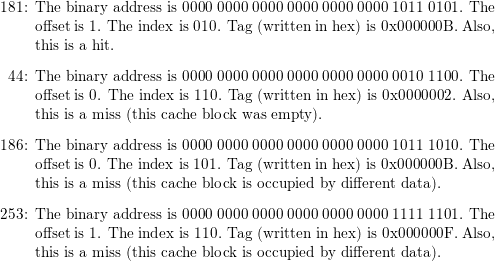 181: The binary address is 0000 0000 0000 0000 0000 0000 1011 0101. The
offset is 1. The index is 010. Tag (written in hex) is 0x000000B. Also,
this is a hit.
44: The binary address is 0000 0000 0000 0000 0000 0000 0010 1100. The
offset is 0. The index is 110. Tag (written in hex) is 0x0000002. Also,
this is a miss (this cache block was empty).
186: The binary address is 0000 0000 0000 0000 0000 0000 1011 1010. The
offset is 0. The index is 101. Tag (written in hex) is 0x000000B. Also,
this is a miss (this cache block is occupied by different data).
253: The binary address is 0000 0000 0000 0000 0000 0000 1111 1101. The
offset is 1. The index is 110. Tag (written in hex) is 0x000000F. Also,
this is a miss (this cache block is occupied by different data).